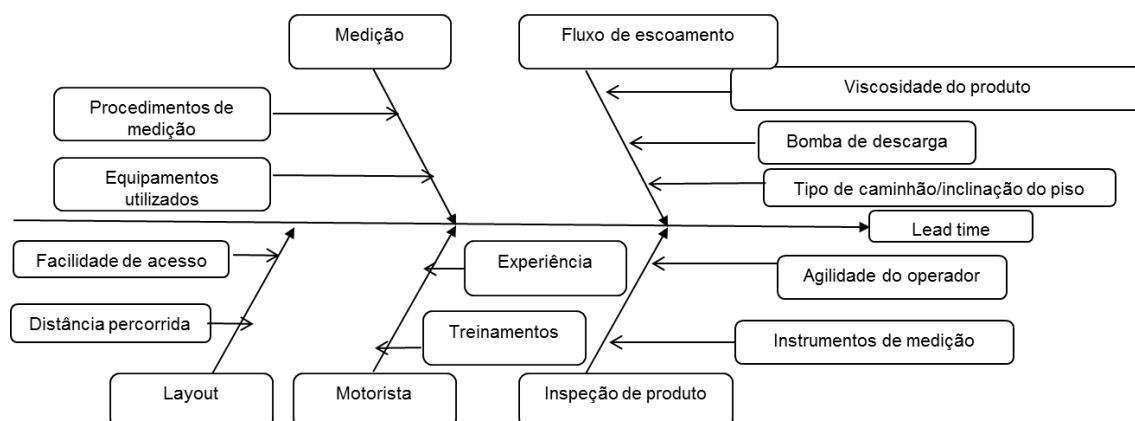 Medição
Fluxo de escoamento
Viscosidade do produto
Procedimentos de
medição
Bomba de descarga
Equipamentos
utilizados
Tipo de caminhão/inclinação do piso
Lead time
Facilidade de acesso
Experiência
Agilidade do operador
Distância percorrida
Treinamentos
Instrumentos de medição
Layout
Motorista
Inspeção de produto